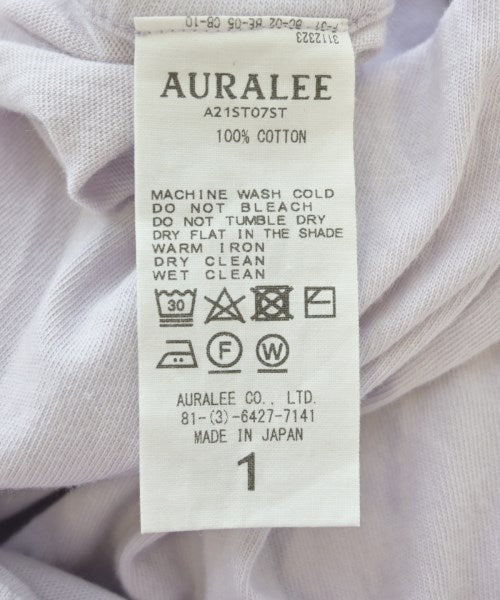 3112323
AURALEE
A21ST07ST
100% COTTON
MACHINE WASH COLD
DO NOT BLEACH
DO NOT TUMBLE DRY
DRY FLAT IN THE SHADE
WARM IRON
DRY CLEAN
WET CLEAN
30
F W
AURALEE CO., LTD.
81-(3)-6427-7141
MADE IN JAPAN
1